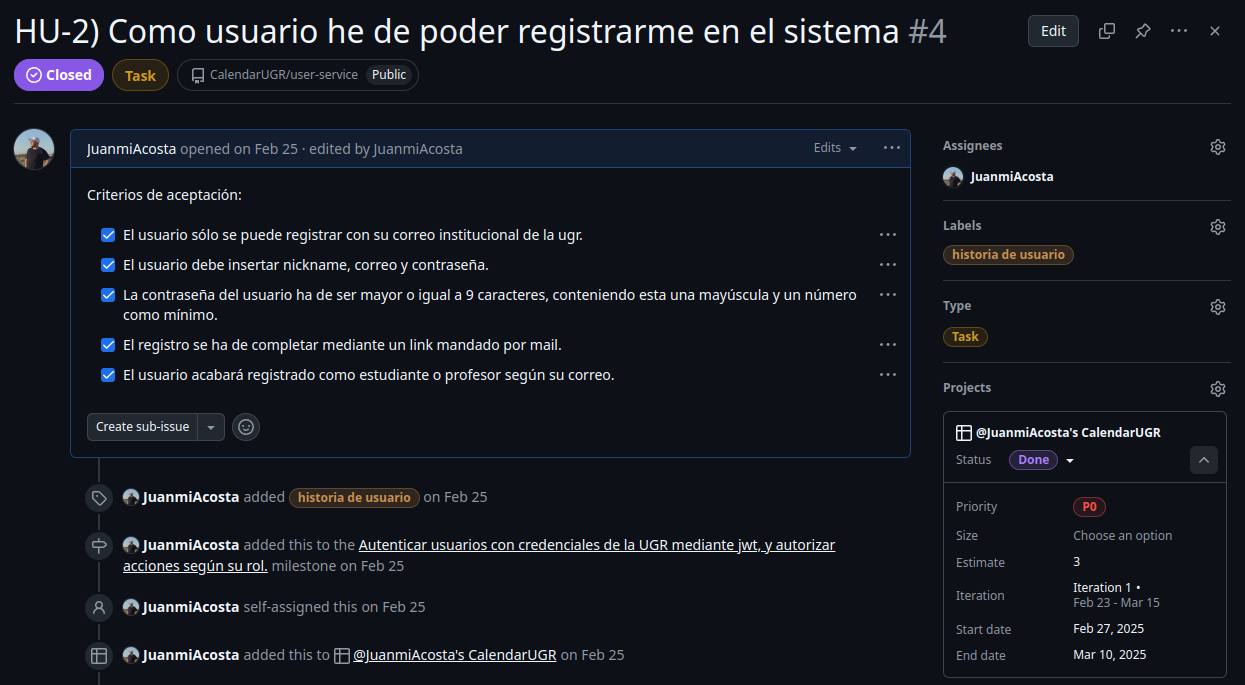 HU-2) Como usuario he de poder registrarme en el sistema #4
Edit
Closed
Task
CalendarUGR/user-service Public
JuanmiAcosta opened on Feb 25 · edited by JuanmiAcosta
Edits
Criterios de aceptación:
El usuario sólo se puede registrar con su correo institucional de la ugr.
El usuario debe insertar nickname, correo y contraseña.
La contraseña del usuario ha de ser mayor o igual a 9 caracteres, conteniendo esta una mayúscula y un número
como mínimo.
El registro se ha de completar mediante un link mandado por mail.
El usuario acabará registrado como estudiante o profesor según su correo.
Create sub-issue
JuanmiAcosta added historia de usuario on Feb 25
JuanmiAcosta added this to the Autenticar usuarios con credenciales de la UGR mediante jwt, y autorizar
acciones según su rol. milestone on Feb 25
JuanmiAcosta self-assigned this on Feb 25
JuanmiAcosta added this to @JuanmiAcosta's CalendarUGR on Feb 25
Assignees
JuanmiAcosta
Labels
historia de usuario
Type
Task
Projects
@JuanmiAcosta's CalendarUGR
Status Done
Priority P0
Size Choose an option
Estimate 3
Iteration Iteration 1 •
Feb 23 - Mar 15
Start date Feb 27, 2025
End date Mar 10, 2025